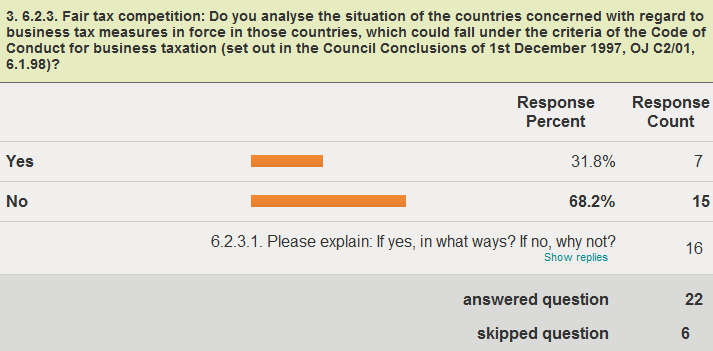 3. 6.2.3. Fair tax competition: Do you analyse the situation of the countries concerned with regard to
business tax measures in force in those countries, which could fall under the criteria of the Code of
Conduct for business taxation (set out in the Council Conclusions of 1st December 1997, OJ C2/01,
6.1.98)?
Response Percent Response Count
Yes 31.8% 7
No 68.2% 15
6.2.3.1. Please explain: If yes, in what ways? If no, why not? 16
Show replies
answered question 22
skipped question 6